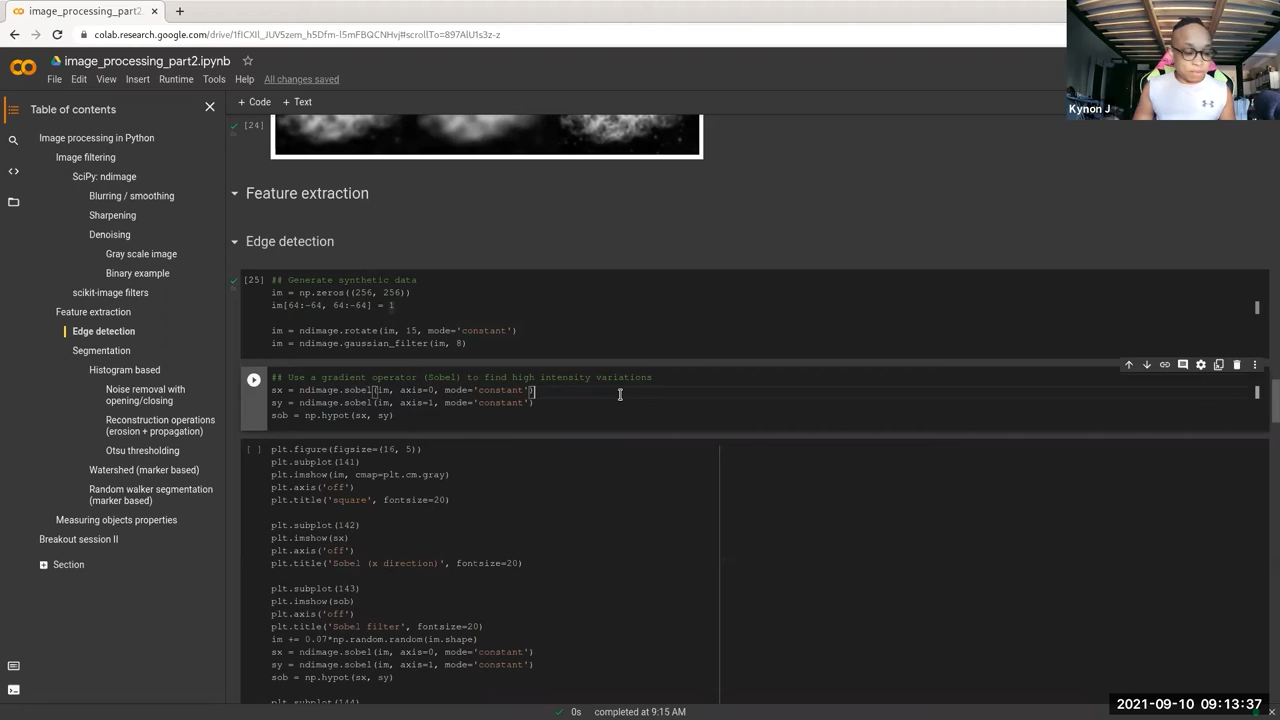 image_processing_part2.ipynb
colab.research.google.com/drive/1fICXIl_JUVSzem_h5Dfm-l5mFBQCNHvj#scrollTo=897AlU1s3z-z
image_processing_part2.ipynb
File Edit View Insert Runtime Tools Help All changes saved
Kynon J
Table of contents
Image processing in Python
Image filtering
SciPy: ndimage
Blurring / smoothing
Sharpening
Denoising
Gray scale image
Binary example
scikit-image filters
Feature extraction
Edge detection
Segmentation
Histogram based
Noise removal with
opening/closing
Reconstruction operations
(erosion + propagation)
Otsu thresholding
Watershed (marker based)
Random walker segmentation
(marker based)
Measuring objects properties
Breakout session II
Section
+ Code + Text
[24]
Feature extraction
Edge detection
[25] ## Generate synthetic data
im = np.zeros((256, 256))
im[64:-64, 64:-64] = 1
im = ndimage.rotate(im, 15, mode='constant')
im = ndimage.gaussian_filter(im, 8)
## Use a gradient operator (Sobel) to find high intensity variations
sx = ndimage.sobel(im, axis=0, mode='constant')
sy = ndimage.sobel(im, axis=1, mode='constant')
sob = np.hypot(sx, sy)
[ ] plt.figure(figsize=(16, 5))
plt.subplot(141)
plt.imshow(im, cmap=plt.cm.gray)
plt.axis('off')
plt.title('square', fontsize=20)
plt.subplot(142)
plt.imshow(sx)
plt.axis('off')
plt.title('Sobel (x direction)', fontsize=20)
plt.subplot(143)
plt.imshow(sob)
plt.axis('off')
plt.title('Sobel filter', fontsize=20)
im += 0.07*np.random.random(im.shape)
sx = ndimage.sobel(im, axis=0, mode='constant')
sy = ndimage.sobel(im, axis=1, mode='constant')
sob = np.hypot(sx, sy)
plt.subplot(144)
0s completed at 9:15 AM
2021-09-10 09:13:37